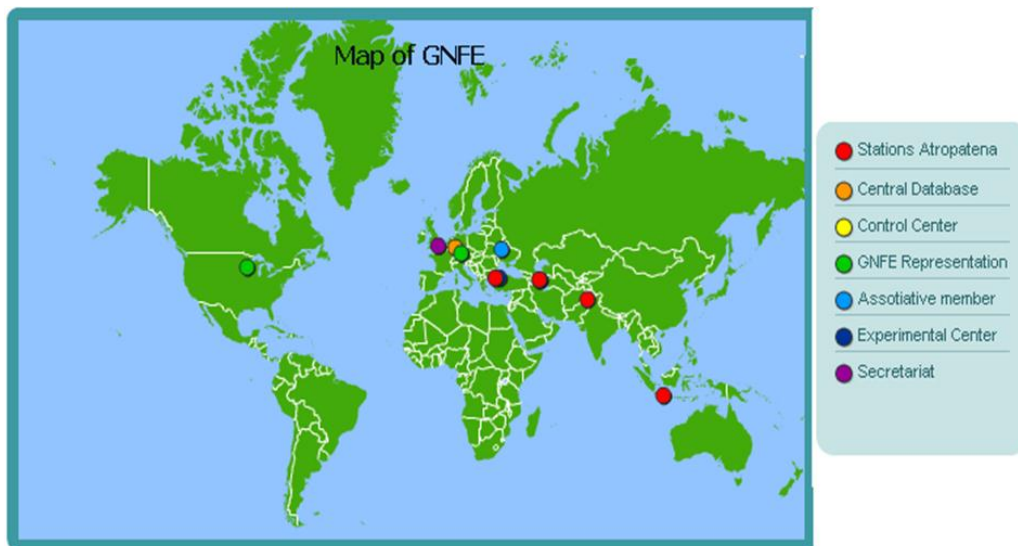 Map of GNFE
Stations Atropatena
Central Database
Control Center
GNFE Representation
Assotiative member
Experimental Center
Secretariat